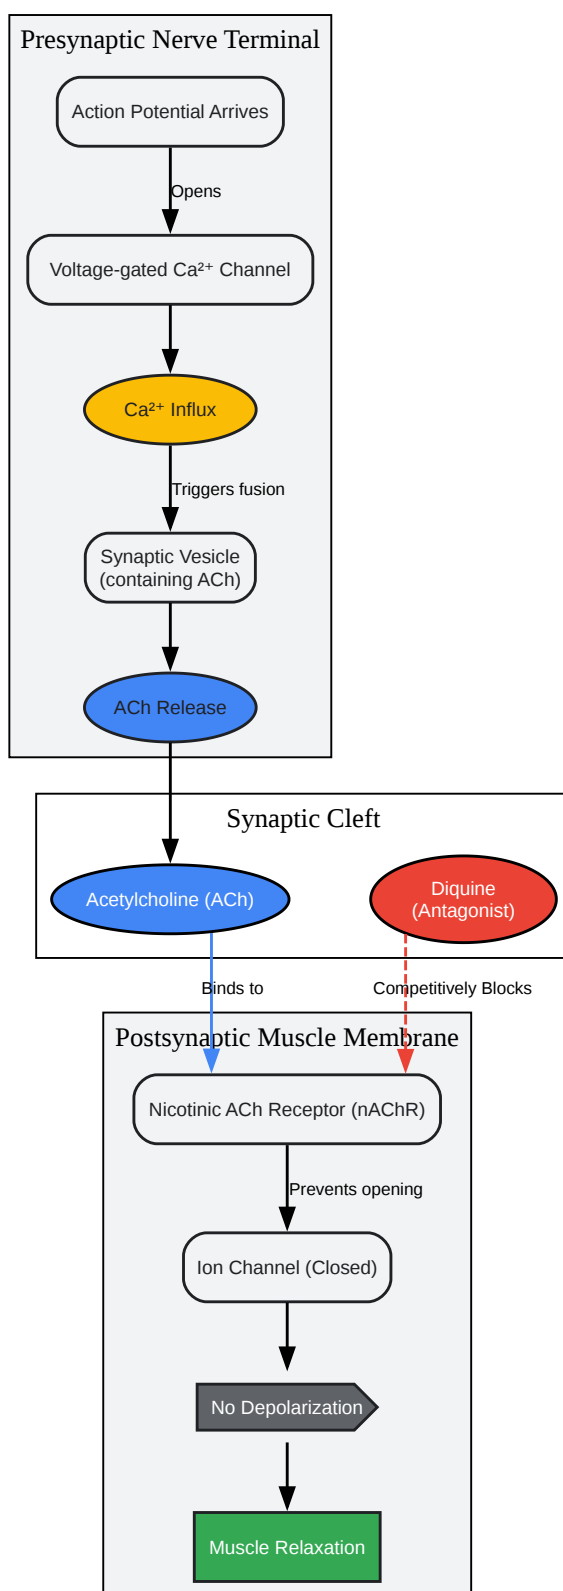 Presynaptic Nerve Terminal
Action Potential Arrives
Opens
Voltage-gated Ca²⁺ Channel
Ca²⁺ Influx
Triggers fusion
Synaptic Vesicle
(containing ACh)
ACh Release
Synaptic Cleft
Acetylcholine (ACh)
Diquine
(Antagonist)
Binds to
Competitively Blocks
Postsynaptic Muscle Membrane
Nicotinic ACh Receptor (nAChR)
Prevents opening
Ion Channel (Closed)
No Depolarization
Muscle Relaxation